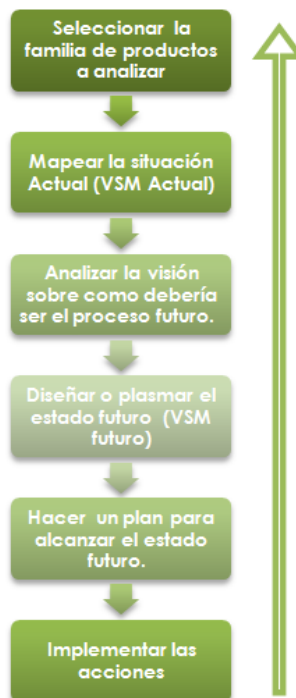 Seleccionar la
familia de productos
a analizar
Mapear la situación
Actual (VSM Actual)
Analizar la visión
sobre como debería
ser el proceso futuro.
Diseñar o plasmar el
estado futuro (VSM
futuro)
Hacer un plan para
alcanzar el estado
futuro.
Implementar las
acciones